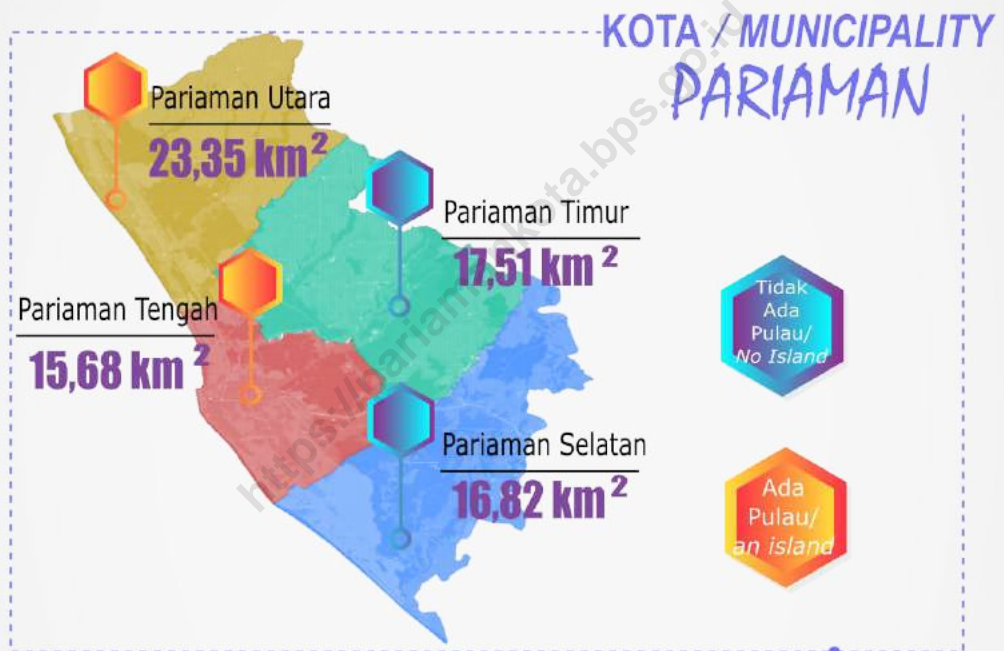 KOTA / MUNICIPALITY
PARIAMAN
Pariaman Utara
23,35 km²
Pariaman Timur
17,51 km²
Pariaman Tengah
15,68 km²
Pariaman Selatan
16,82 km²
Tidak
Ada
Pulau/
No Island
Ada
Pulau/
an island
https://pariamankota.bps.go.id